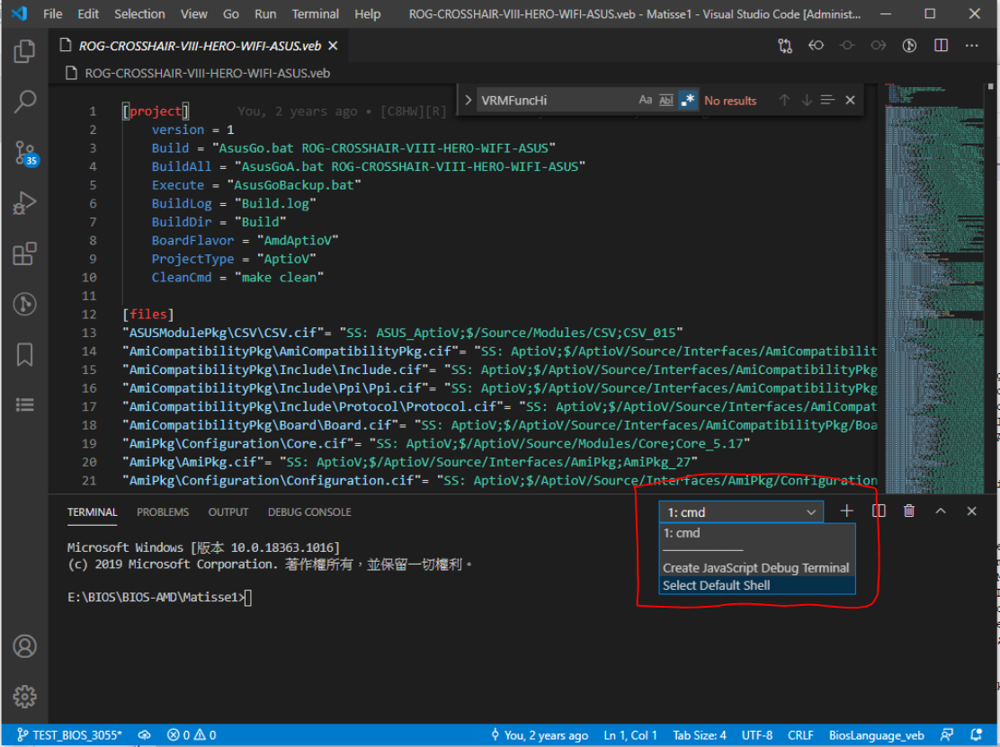 File Edit Selection View Go Run Terminal Help ROG-CROSSHAIR-VIII-HERO-WIFI-ASUS.veb - Matisse1 - Visual Studio Code [Administ...
ROG-CROSSHAIR-VIII-HERO-WIFI-ASUS.veb
ROG-CROSSHAIR-VIII-HERO-WIFI-ASUS.veb
VRMFuncHi Aa Abl .* No results
1 [project] You, 2 years ago • [C8HW][R]
2 version = 1
3 Build = "AsusGo.bat ROG-CROSSHAIR-VIII-HERO-WIFI-ASUS"
4 BuildAll = "AsusGoA.bat ROG-CROSSHAIR-VIII-HERO-WIFI-ASUS"
5 Execute = "AsusGoBackup.bat"
6 BuildLog = "Build.log"
7 BuildDir = "Build"
8 BoardFlavor = "AmdAptioV"
9 ProjectType = "AptioV"
10 CleanCmd = "make clean"
11
12 [files]
13 "ASUSModulePkg\CSV\CSV.cif"= "SS: ASUS_AptioV;$/Source/Modules/CSV;CSV_015"
14 "AmiCompatibilityPkg\AmiCompatibilityPkg.cif"= "SS: AptioV;$/AptioV/Source/Interfaces/AmiCompatibilit
15 "AmiCompatibilityPkg\Include\Include.cif"= "SS: AptioV;$/AptioV/Source/Interfaces/AmiCompatibilityPkg
16 "AmiCompatibilityPkg\Include\Ppi\Ppi.cif"= "SS: AptioV;$/AptioV/Source/Interfaces/AmiCompatibilityPkg
17 "AmiCompatibilityPkg\Include\Protocol\Protocol.cif"= "SS: AptioV;$/AptioV/Source/Interfaces/AmiCompat
18 "AmiCompatibilityPkg\Board\Board.cif"= "SS: AptioV;$/AptioV/Source/Interfaces/AmiCompatibilityPkg/Boa
19 "AmiPkg\Configuration\Core.cif"= "SS: AptioV;$/AptioV/Source/Modules/Core;Core_5.17"
20 "AmiPkg\AmiPkg.cif"= "SS: AptioV;$/AptioV/Source/Interfaces/AmiPkg;AmiPkg_27"
21 "AmiPkg\Configuration\Configuration.cif"= "SS: AptioV;$/AptioV/Source/Interfaces/AmiPkg/Configuration
35
TERMINAL PROBLEMS OUTPUT DEBUG CONSOLE 1: cmd
1: cmd
Create JavaScript Debug Terminal
Select Default Shell
Microsoft Windows [版本 10.0.18363.1016]
(c) 2019 Microsoft Corporation. 著作權所有，並保留一切權利。
E:\BIOS\BIOS-AMD\Matisse1>
TEST_BIOS_3055* 0 0 You, 2 years ago Ln 1, Col 1 Tab Size: 4 UTF-8 CRLF BiosLanguage_veb